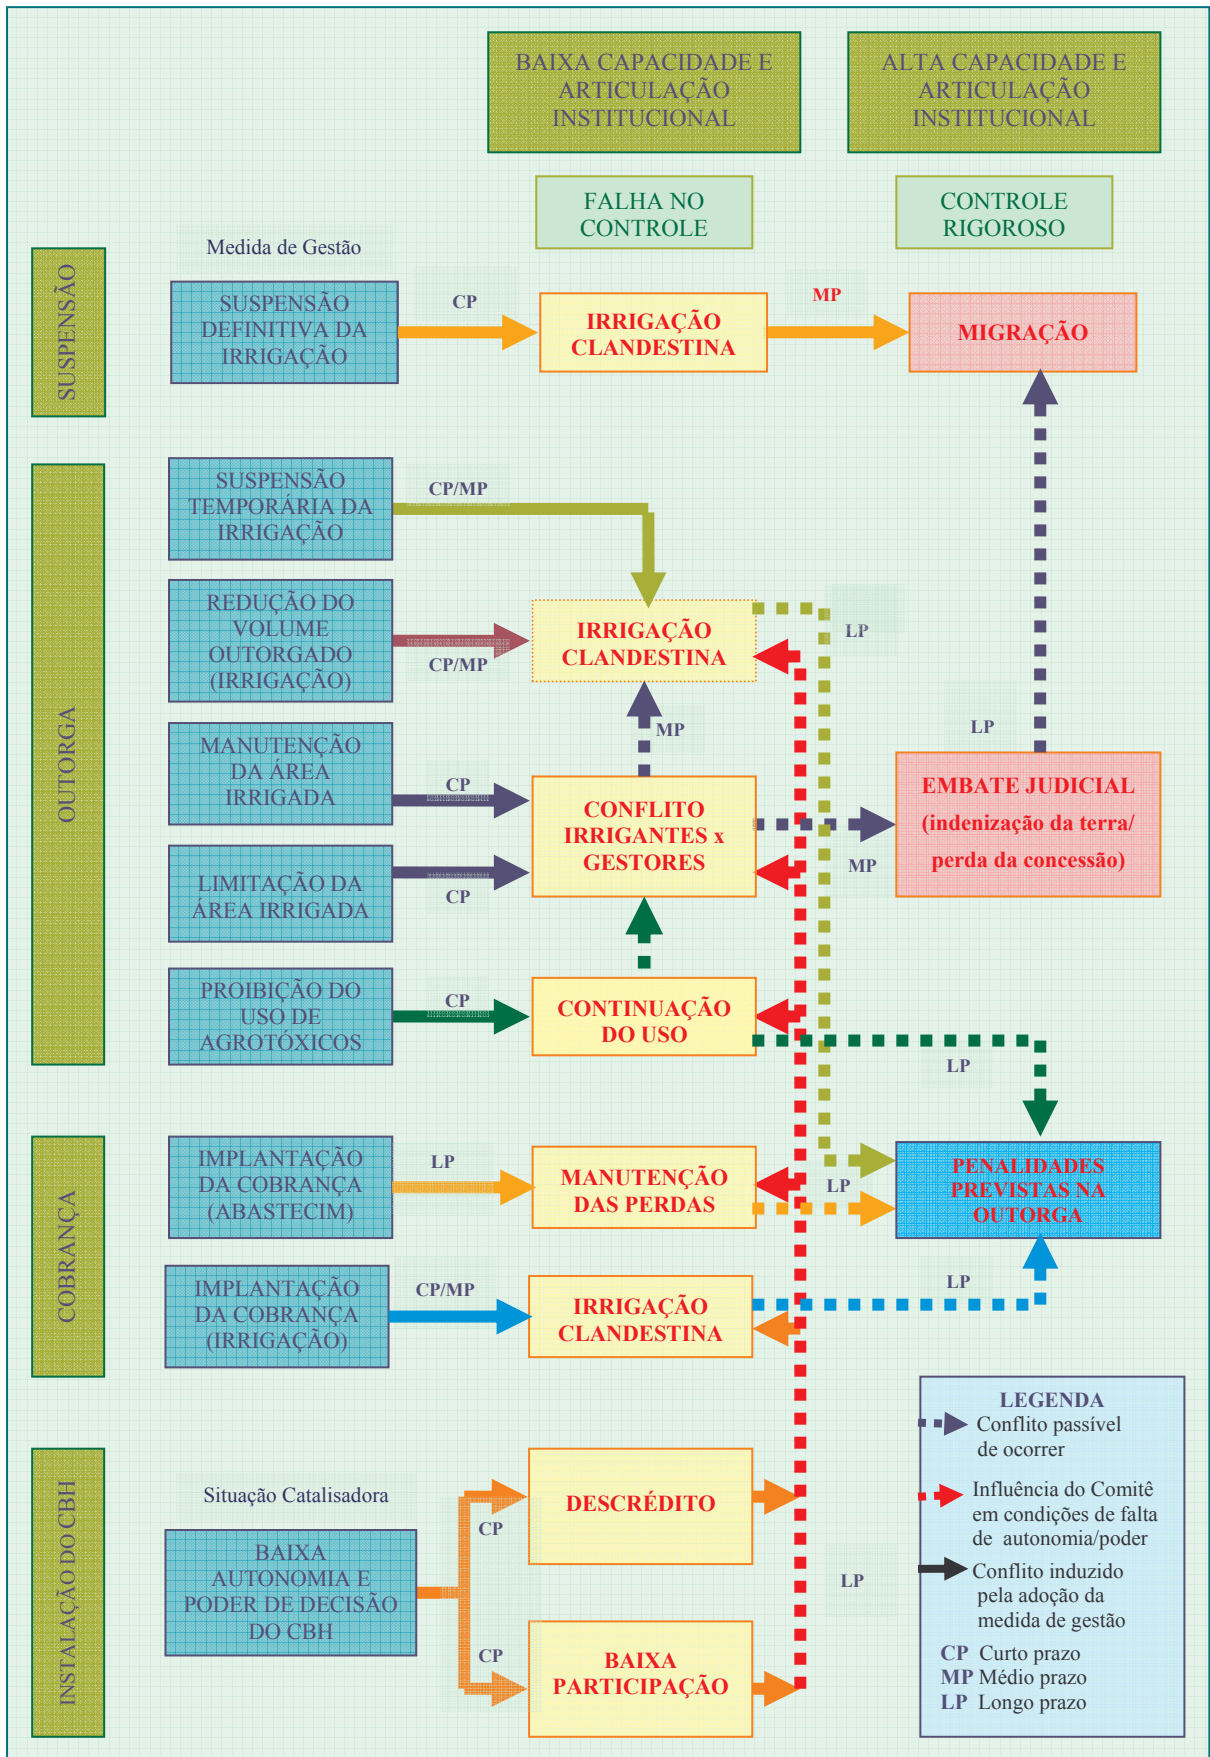 BAIXA CAPACIDADE E
ARTICULAÇÃO
INSTITUCIONAL
ALTA CAPACIDADE E
ARTICULAÇÃO
INSTITUCIONAL
FALHA NO
CONTROLE
CONTROLE
RIGOROSO
SUSPENSÃO
Medida de Gestão
SUSPENSÃO
DEFINITIVA DA
IRRIGAÇÃO
CP
IRRIGAÇÃO
CLANDESTINA
MP
MIGRAÇÃO
OUTORGA
SUSPENSÃO
TEMPORÁRIA DA
IRRIGAÇÃO
CP/MP
REDUÇÃO DO
VOLUME
OUTORGADO
(IRRIGAÇÃO)
CP/MP
IRRIGAÇÃO
CLANDESTINA
LP
MP
MANUTENÇÃO
DA ÁREA
IRRIGADA
CP
CONFLITO
IRRIGANTES x
GESTORES
MP
LP
EMBATE JUDICIAL
(indenização da terra/
perda da concessão)
LIMITAÇÃO DA
ÁREA IRRIGADA
CP
PROIBIÇÃO DO
USO DE
AGROTÓXICOS
CP
CONTINUAÇÃO
DO USO
LP
COBRANÇA
IMPLANTAÇÃO
DA COBRANÇA
(ABASTECIM)
LP
MANUTENÇÃO
DAS PERDAS
LP
PENALIDADES
PREVISTAS NA
OUTORGA
IMPLANTAÇÃO
DA COBRANÇA
(IRRIGAÇÃO)
CP/MP
IRRIGAÇÃO
CLANDESTINA
LP
INSTALAÇÃO DO CBH
Situação Catalisadora
BAIXA
AUTONOMIA E
PODER DE DECISÃO
DO CBH
CP
DESCRÉDITO
CP
BAIXA
PARTICIPAÇÃO
LP
LEGENDA
Conflito passível
de ocorrer
Influência do Comitê
em condições de falta
de autonomia/poder
Conflito induzido
pela adoção da
medida de gestão
CP Curto prazo
MP Médio prazo
LP Longo prazo